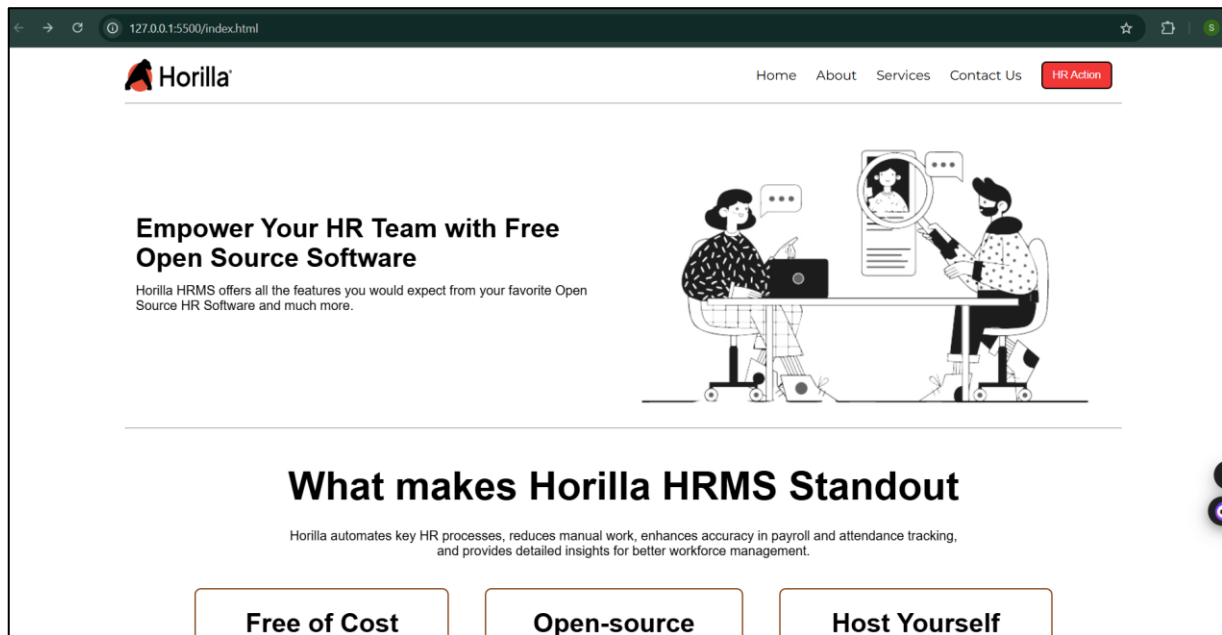 127.0.0.1:5500/index.html
S
Horilla
Home About Services Contact Us HR Action
Empower Your HR Team with Free
Open Source Software
Horilla HRMS offers all the features you would expect from your favorite Open
Source HR Software and much more.
What makes Horilla HRMS Standout
Horilla automates key HR processes, reduces manual work, enhances accuracy in payroll and attendance tracking,
and provides detailed insights for better workforce management.
Free of Cost Open-source Host Yourself